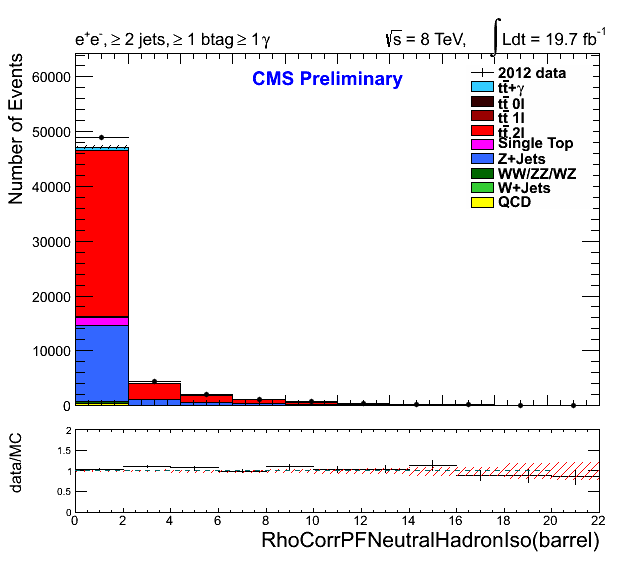 e⁺e⁻, ≥ 2 jets, ≥ 1 btag ≥ 1 γ
√s = 8 TeV, ∫ Ldt = 19.7 fb⁻¹
CMS Preliminary
2012 data
tt̄+γ
tt̄ 0l
tt̄ 1l
tt̄ 2l
Single Top
Z+Jets
WW/ZZ/WZ
W+Jets
QCD
Number of Events
60000
50000
40000
30000
20000
10000
0
data/MC
2
1.5
1
0.5
0
0 2 4 6 8 10 12 14 16 18 20 22
RhoCorrPFNeutralHadronIso(barrel)